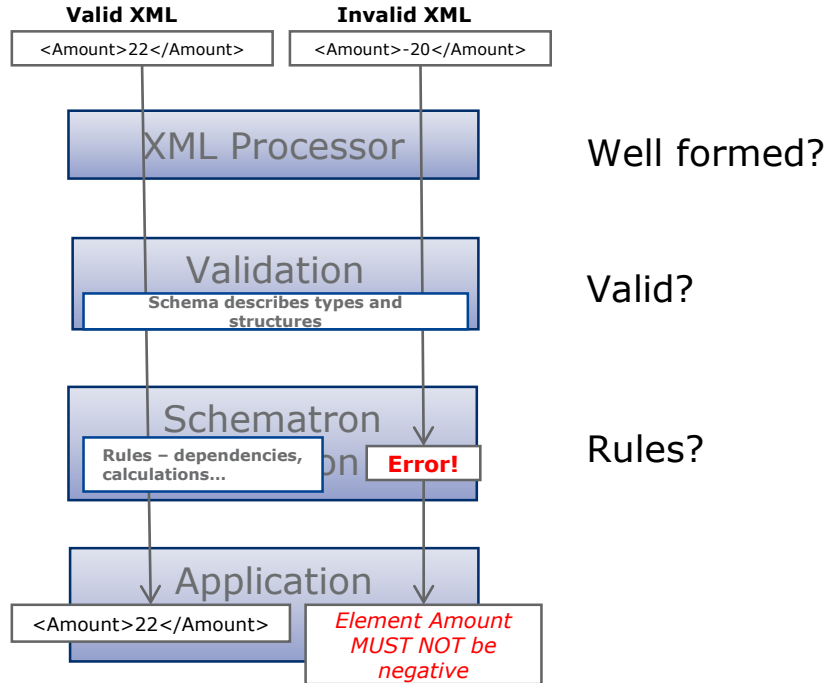 Valid XML
Invalid XML
<Amount>22</Amount>
<Amount>-20</Amount>
XML Processor
Well formed?
Validation
Schema describes types and
structures
Valid?
Schematron
Rules – dependencies,
calculations...
on
Error!
Rules?
Application
<Amount>22</Amount>
Element Amount
MUST NOT be
negative